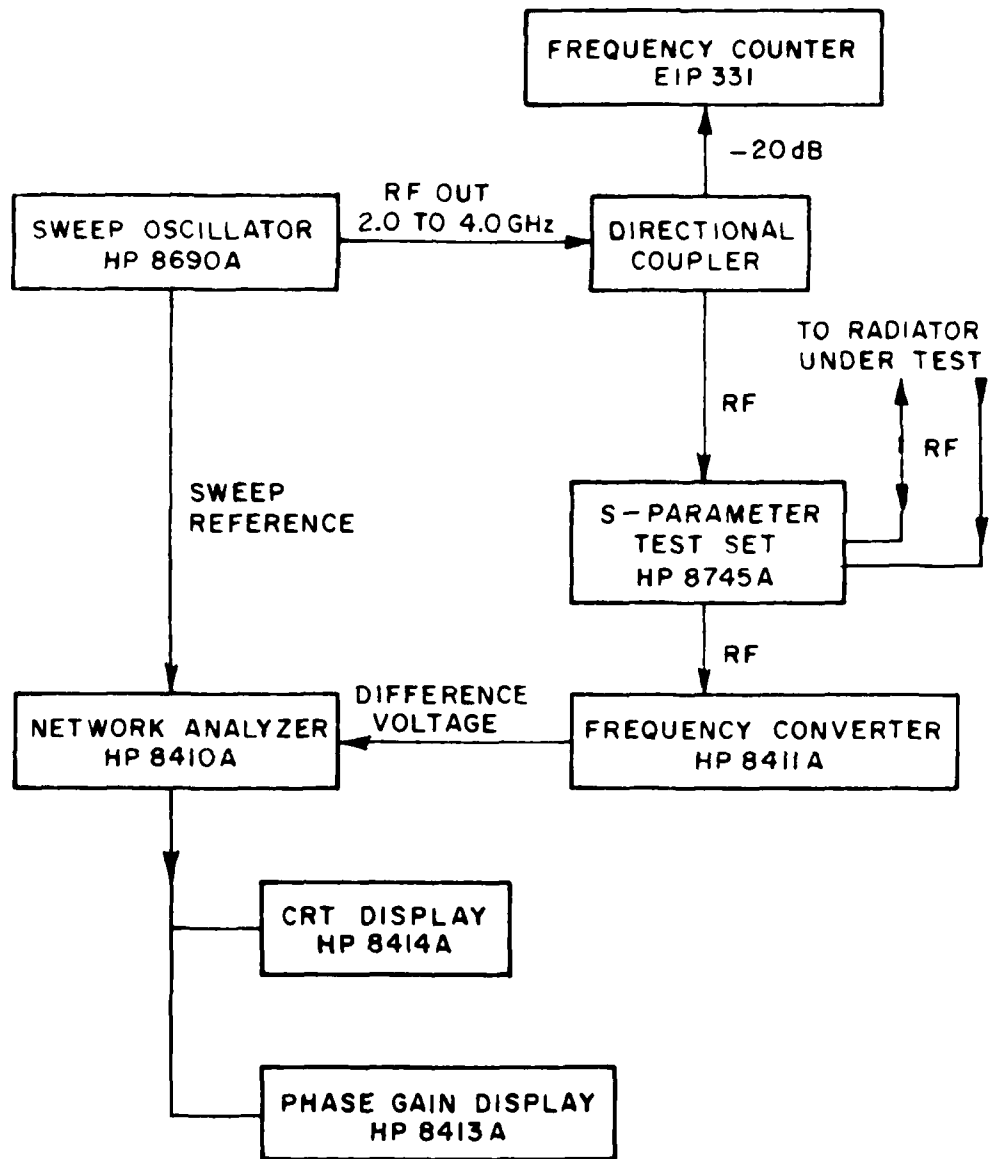 FREQUENCY COUNTER
EIP 331
-20 dB
RF OUT
2.0 TO 4.0 GHz
SWEEP OSCILLATOR
HP 8690A
DIRECTIONAL
COUPLER
TO RADIATOR
UNDER TEST
RF
RF
SWEEP
REFERENCE
S-PARAMETER
TEST SET
HP 8745A
RF
DIFFERENCE
VOLTAGE
NETWORK ANALYZER
HP 8410A
FREQUENCY CONVERTER
HP 8411A
CRT DISPLAY
HP 8414A
PHASE GAIN DISPLAY
HP 8413A